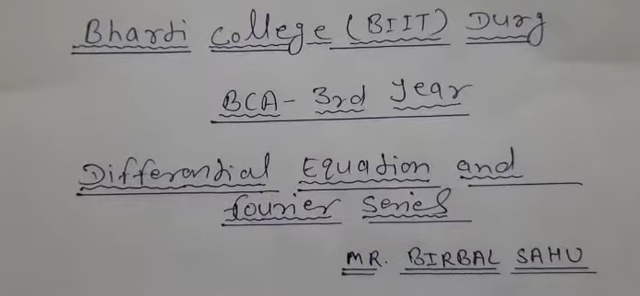 Bharti College (BIIT) Durg
BCA - 3rd Year
Differential Equation and
fourier series
MR. BIRBAL SAHU